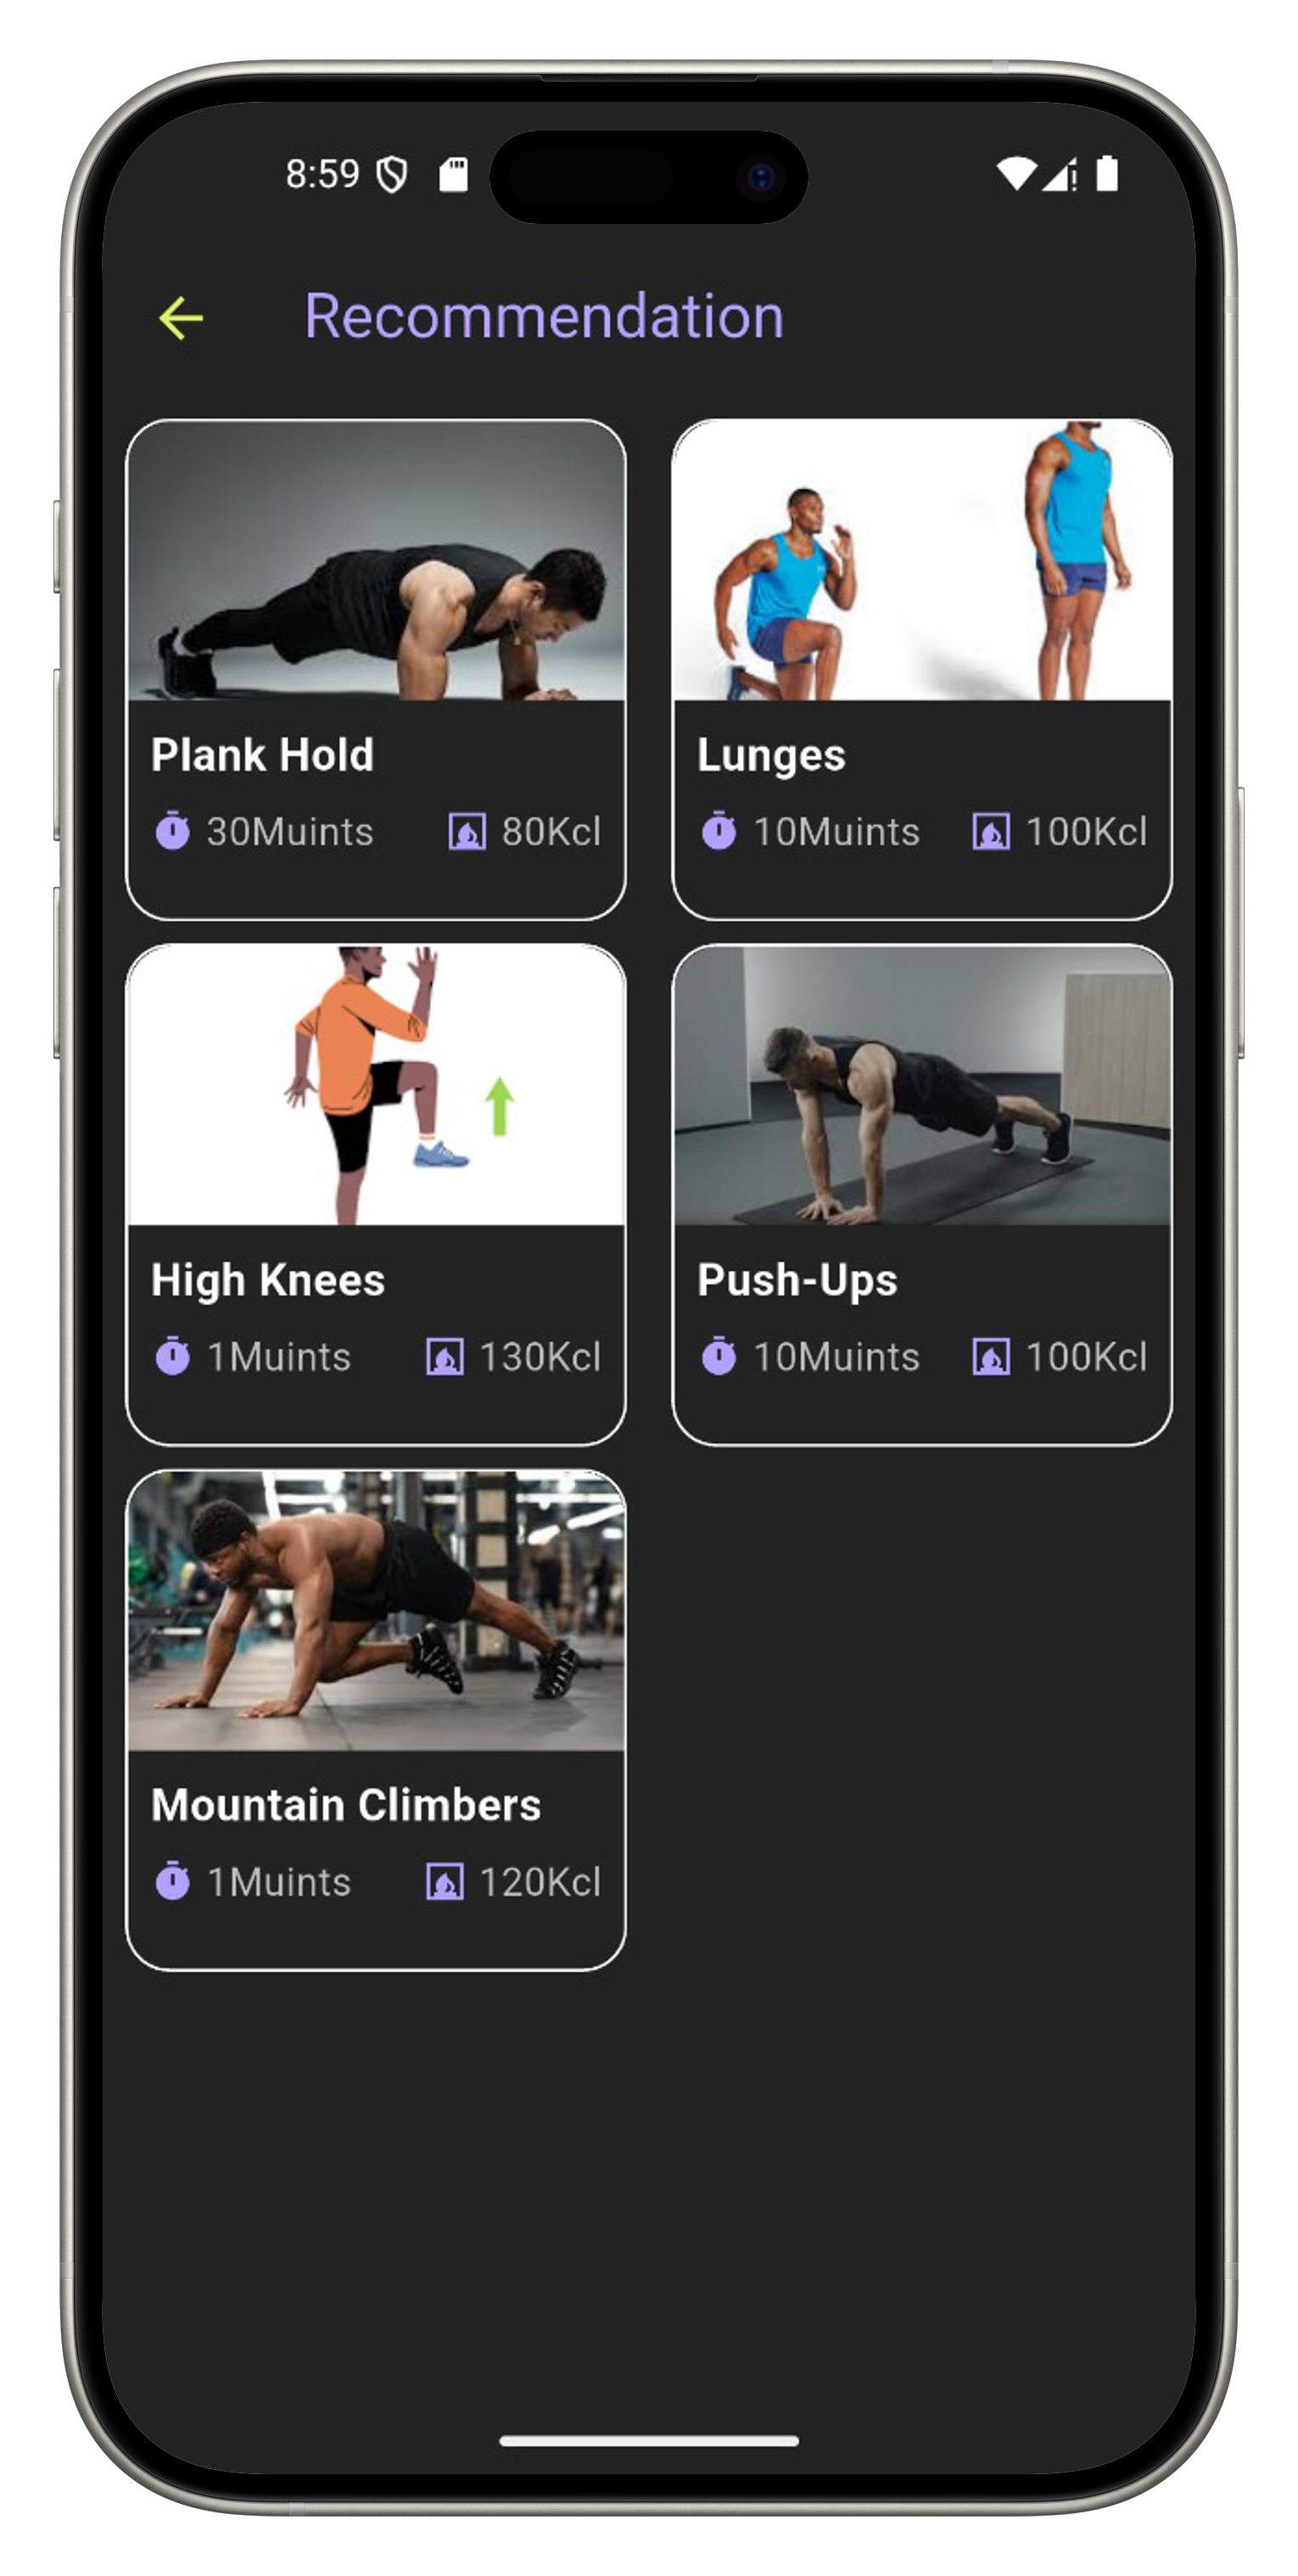 8:59
Recommendation
Plank Hold
30Muints 80Kcl
Lunges
10Muints 100Kcl
High Knees
1Muints 130Kcl
Push-Ups
10Muints 100Kcl
Mountain Climbers
1Muints 120Kcl